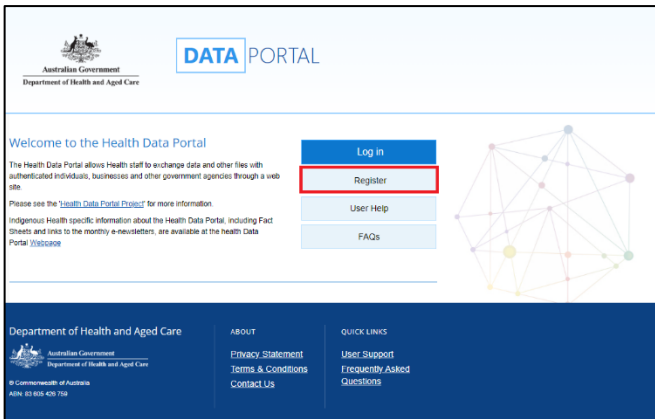 Australian Government
Department of Health and Aged Care
DATA PORTAL
Welcome to the Health Data Portal
The Health Data Portal allows Health staff to exchange data and other files with
authenticated individuals, businesses and other government agencies through a web
site.
Please see the 'Health Data Portal Project' for more information.
Indigenous Health specific information about the Health Data Portal, including Fact
Sheets and links to the monthly e-newsletters, are available at the health Data
Portal Webpage
Log in
Register
User Help
FAQs
Department of Health and Aged Care
Australian Government
Department of Health and Aged Care
© Commonwealth of Australia
ABN: 83 605 426 759
ABOUT
Privacy Statement
Terms & Conditions
Contact Us
QUICK LINKS
User Support
Frequently Asked
Questions